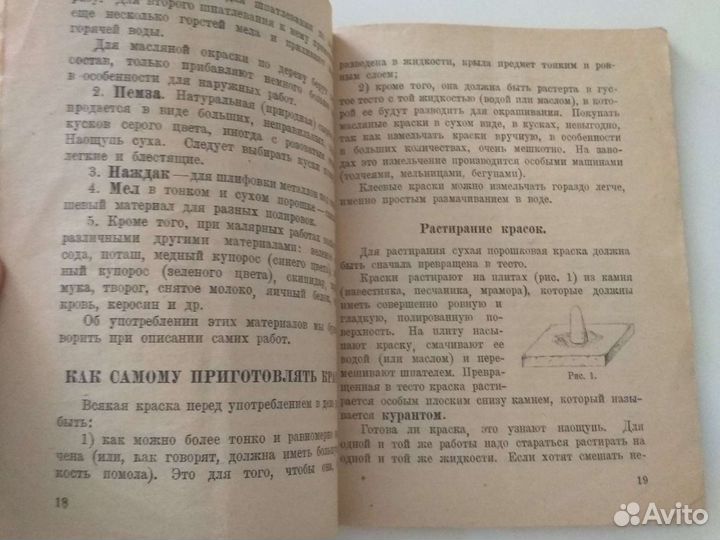 еще несколько горстей мела и
горячей воды.
Для масляной окраски по дереву берут
состав, только прибавляют немного
в особенности для наружных работ.
2. Пемза. Натуральная (природная)
продается в виде больших, неправильных
кусков серого цвета, иногда с розоватым
Наощупь суха. Следует выбирать куски
легкие и блестящие.
3. Наждак — для шлифовки металлов
4. Мел в тонком и сухом порошке —
шевый материал для разных полировок.
5. Кроме того, при малярных работах
различными другими материалами:
сода, поташ, медный купорос (синего цвета)
ный купорос (зеленого цвета), скипидар,
мука, творог, снятое молоко, яичный белок,
кровь, керосин и др.
Об употреблении этих материалов мы
ворить при описании самих работ.
КАК САМОМУ ПРИГОТОВЛЯТЬ
Всякая краска перед употреблением в дело
быть:
1) как можно более тонко и равномерно
чена (или, как говорят, должна иметь
кость помола). Это для того, чтобы она,
18
разведена в жидкости, крыла предмет тонким и ров-
ным слоем;
2) кроме того, она должна быть растерта в гус-
тое тесто с той жидкостью (водой или маслом), в кото-
рой ее будут разводить для окрашивания. Покупать
масляные краски в сухом виде, в кусках, невыгодно,
так как измельчать краски вручную, в особенности
в больших количествах, очень мешкотно. На заво-
дах это измельчение производится особыми машинами
(толчеями, мельницами, бегунами).
Клеевые краски можно измельчать гораздо легче,
именно простым размачиванием в воде.
Растирание красок.
Для растирания сухая порошковая краска должна
быть сначала превращена в тесто.
Краски растирают на плитах (рис. 1) из камня
(известняка, песчаника, мрамора), которые должны
иметь совершенно ровную и
гладкую, полированную по-
верхность. На плиту насы-
пают краску, смачивают ее
водой (или маслом) и пере-
мешивают шпателем. Превра-
щенная в тесто краска расти-
рается особым плоским снизу камнем, который назы-
вается курантом.
Рис. 1.
Готова ли краска, это узнают наощупь. Для
одной и той же работы надо стараться растирать на
одной и той же жидкости. Если хотят смешать не-
19
Avito